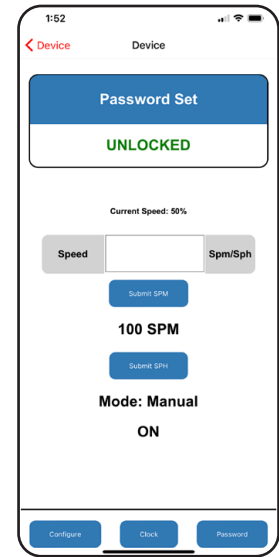 1:52
Device
Device
Password Set
UNLOCKED
Current Speed: 50%
Speed
Spm/Sph
Submit SPM
100 SPM
Submit SPH
Mode: Manual
ON
Configure
Clock
Password